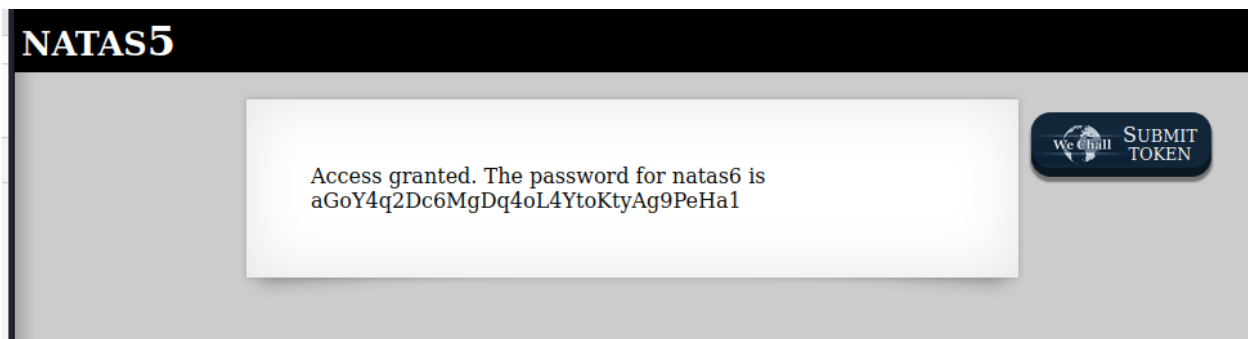 NATAS5
Access granted. The password for natas6 is
aGoY4q2Dc6MgDq4oL4YtoKtyAg9PeHa1
We Chall
SUBMIT
TOKEN